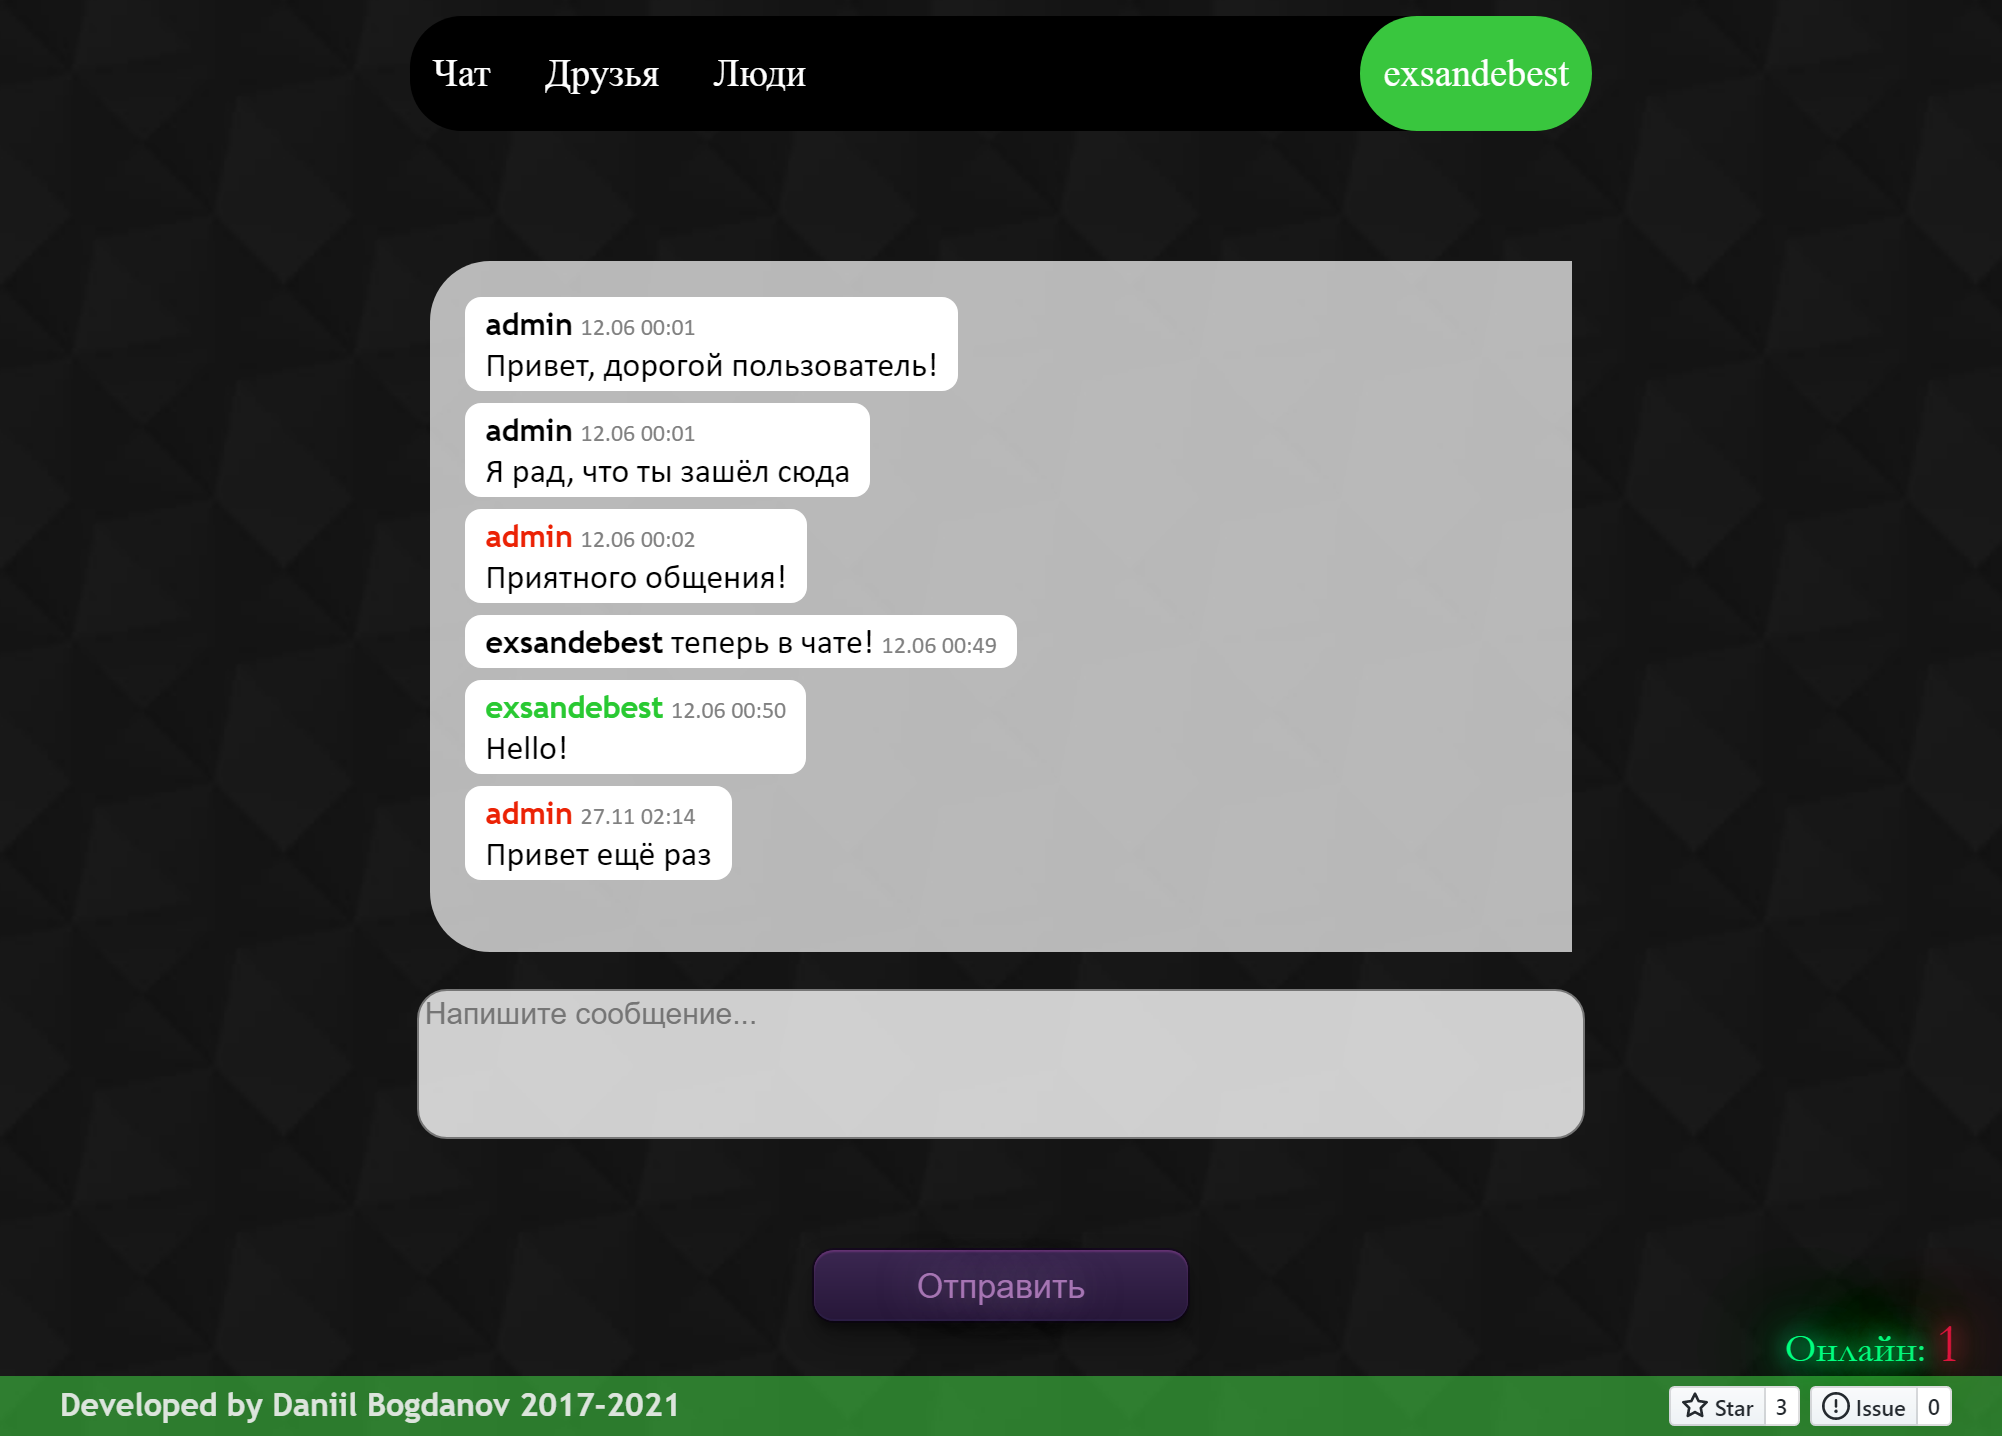 Чат Друзья Люди exsandebest
admin 12.06 00:01
Привет, дорогой пользователь!
admin 12.06 00:01
Я рад, что ты зашёл сюда
admin 12.06 00:02
Приятного общения!
exsandebest теперь в чате! 12.06 00:49
exsandebest 12.06 00:50
Hello!
admin 27.11 02:14
Привет ещё раз
Напишите сообщение...
Отправить
Онлайн: 1
Developed by Daniil Bogdanov 2017-2021 Star 3 Issue 0